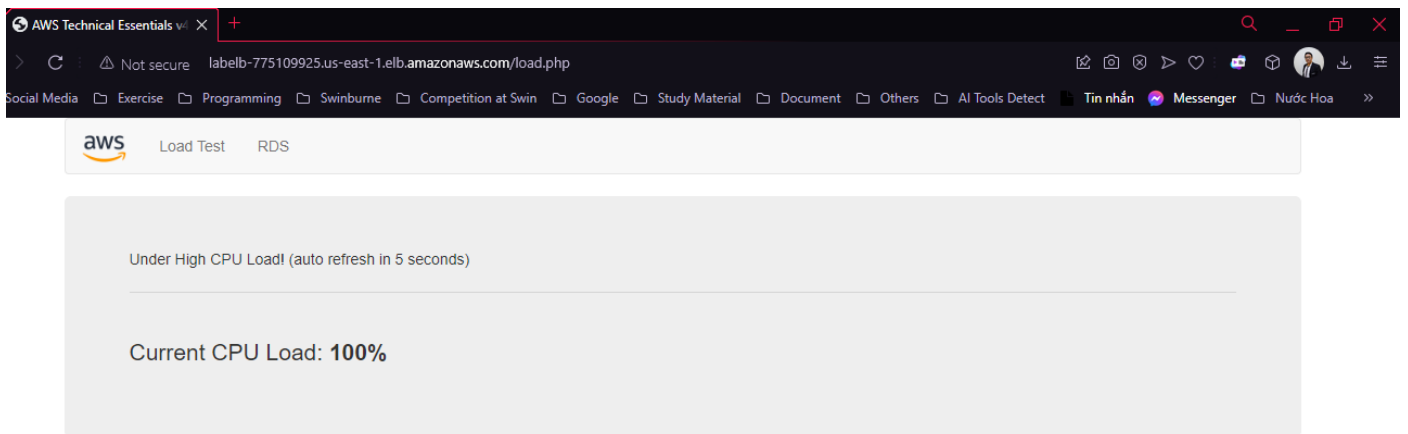 AWS Technical Essentials v4
Not secure labelb-775109925.us-east-1.elb.amazonaws.com/load.php
Social Media Exercise Programming Swinburne Competition at Swin Google Study Material Document Others AI Tools Detect Tin nhắn Messenger Nước Hoa
aws Load Test RDS
Under High CPU Load! (auto refresh in 5 seconds)
Current CPU Load: 100%